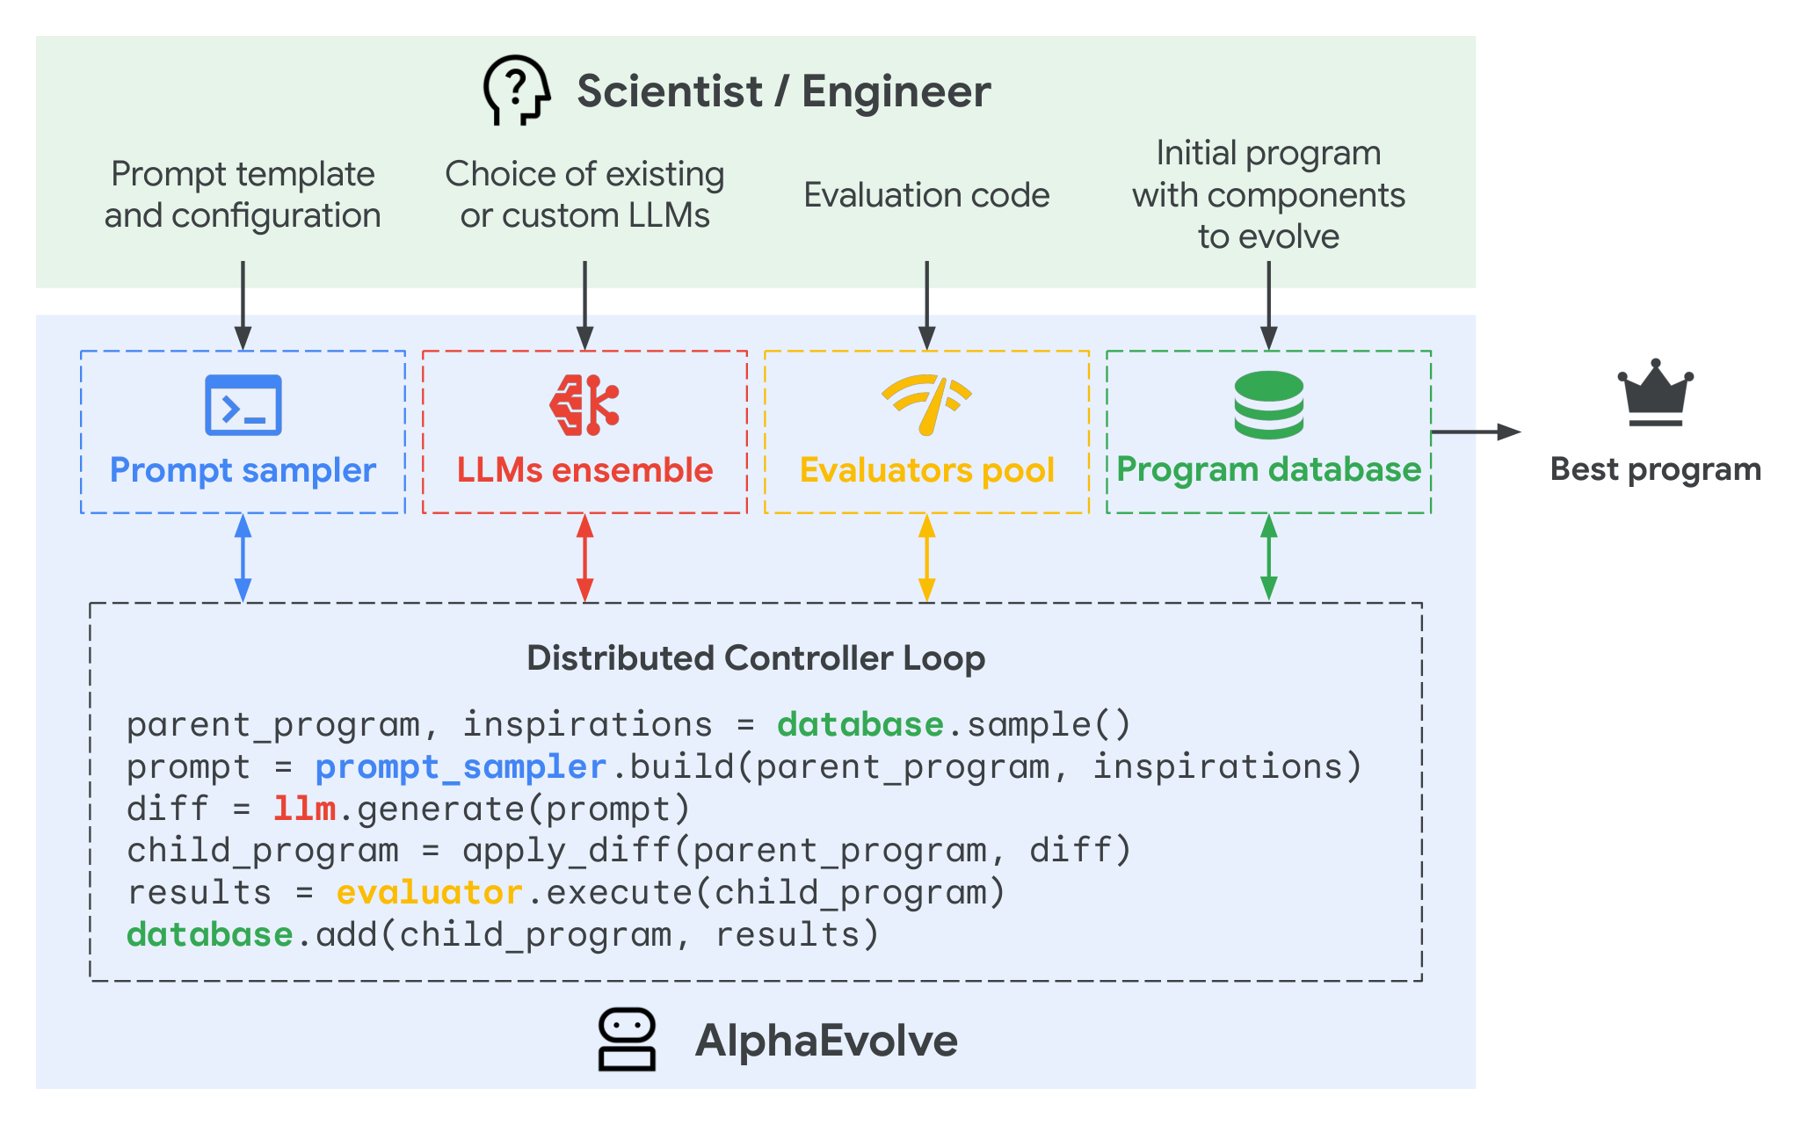 Scientist / Engineer
Prompt template
and configuration
Choice of existing
or custom LLMs
Evaluation code
Initial program
with components
to evolve
Prompt sampler
LLMs ensemble
Evaluators pool
Program database
Best program
Distributed Controller Loop
parent_program, inspirations = database.sample()
prompt = prompt_sampler.build(parent_program, inspirations)
diff = llm.generate(prompt)
child_program = apply_diff(parent_program, diff)
results = evaluator.execute(child_program)
database.add(child_program, results)
AlphaEvolve